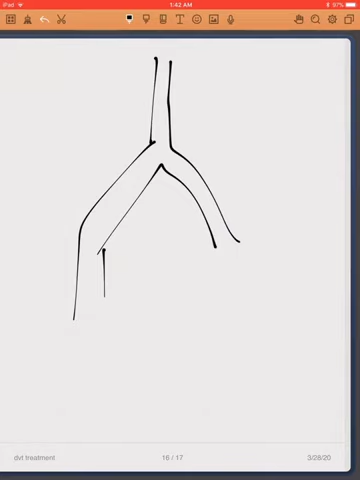 iPad
1:42 AM
97%
T
dvt treatment
16 / 17
3/28/20